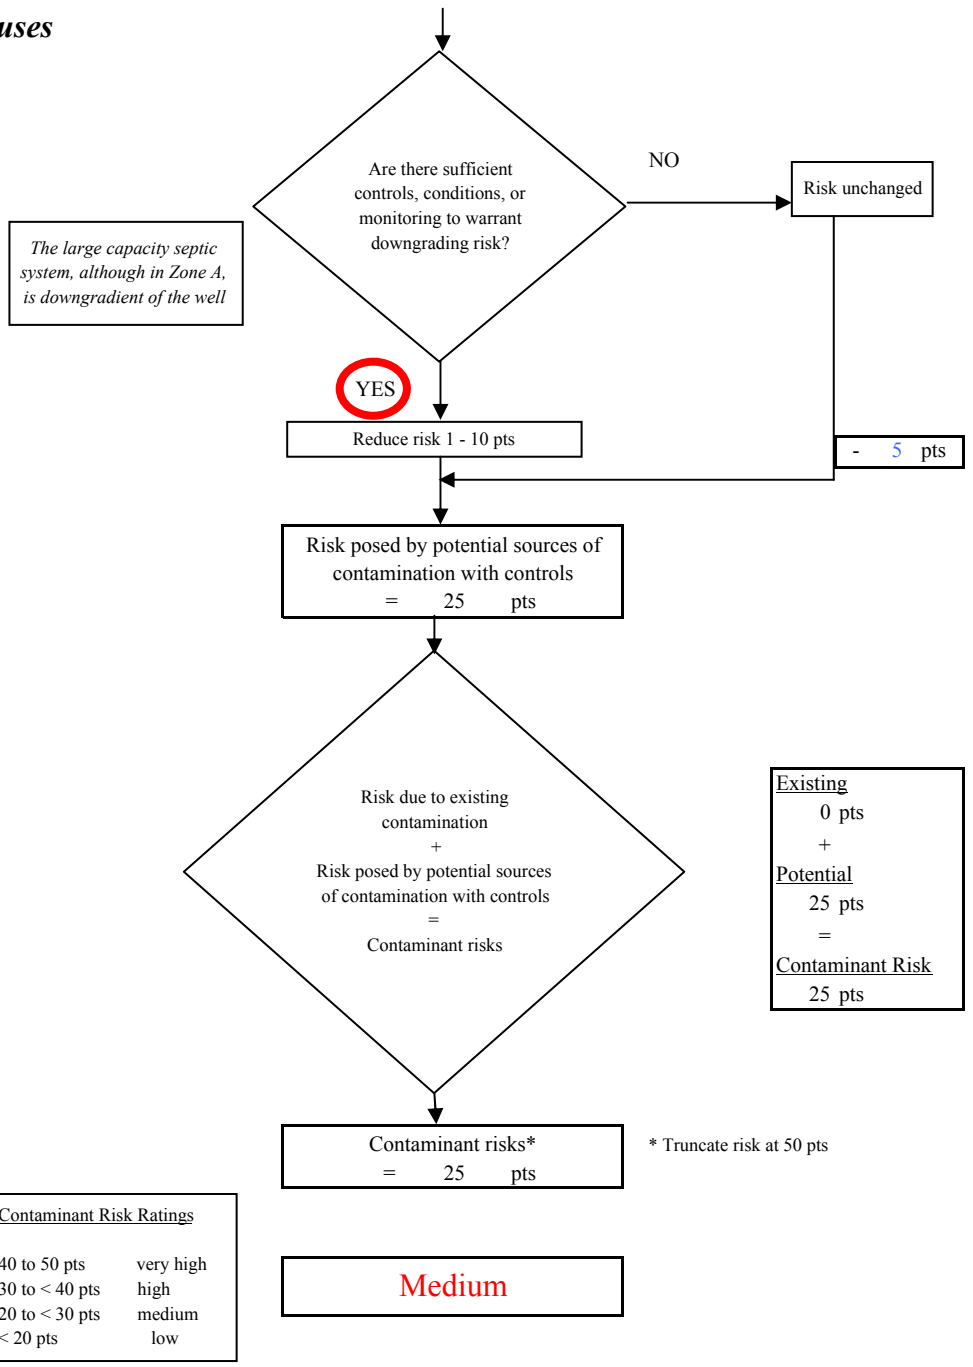 uses
Are there sufficient
controls, conditions, or
monitoring to warrant
downgrading risk?
NO
Risk unchanged
The large capacity septic
system, although in Zone A,
is downgradient of the well
YES
Reduce risk 1 - 10 pts
- 5 pts
Risk posed by potential sources of
contamination with controls
= 25 pts
Risk due to existing
contamination
+
Risk posed by potential sources
of contamination with controls
=
Contaminant risks
Existing
0 pts
+
Potential
25 pts
=
Contaminant Risk
25 pts
Contaminant risks*
= 25 pts
* Truncate risk at 50 pts
Contaminant Risk Ratings
40 to 50 pts very high
30 to < 40 pts high
20 to < 30 pts medium
< 20 pts low
Medium